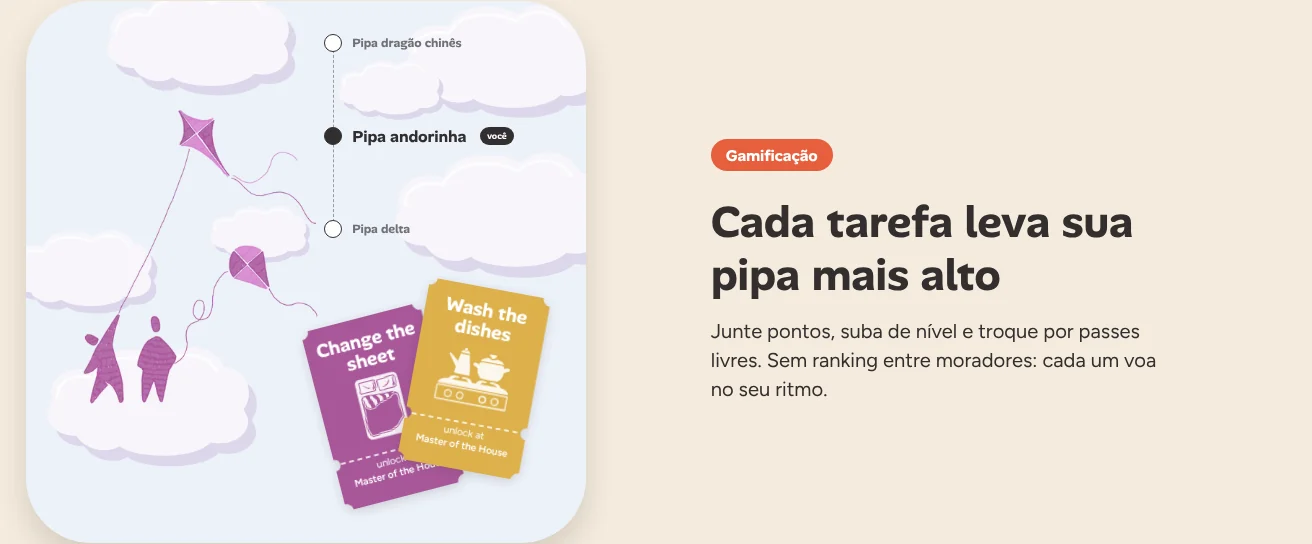 Pipa dragão chinês
Pipa andorinha
você
Pipa delta
Change the
sheet
unlock
Master of the Hou
Wash the
dishes
unlock at
Master of the House
Gamificação
Cada tarefa leva sua
pipa mais alto
Junte pontos, suba de nível e troque por passes
livres. Sem ranking entre moradores: cada um voa
no seu ritmo.